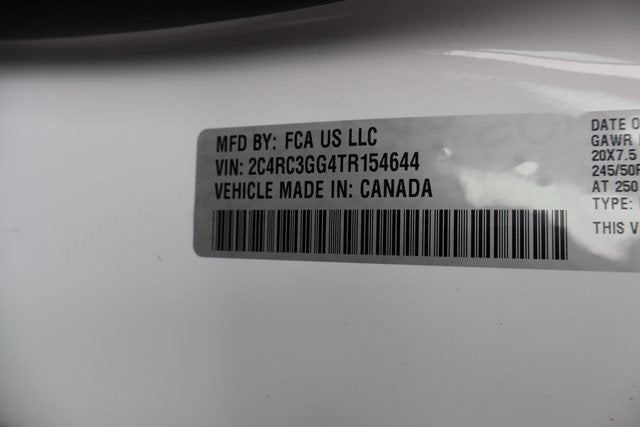 MFD BY: FCA US LLC
VIN: 2C4RC3GG4TR154644
VEHICLE MADE IN: CANADA
DATE O
GAWR
20X7.5
245/50R
AT 250
TYPE:
THIS V